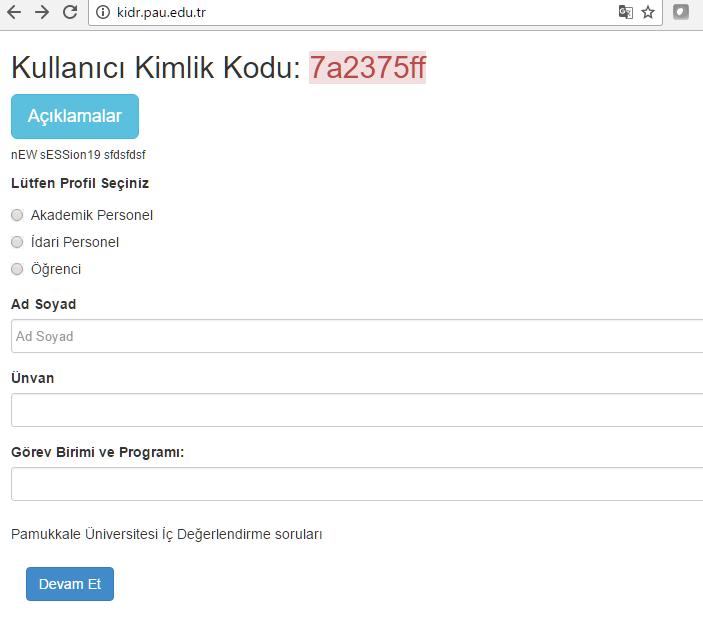 kidr.pau.edu.tr
Kullanıcı Kimlik Kodu: 7a2375ff
Açıklamalar
nEW sESSion19 sfdsfdsf
Lütfen Profil Seçiniz
Akademik Personel
İdari Personel
Öğrenci
Ad Soyad
Ad Soyad
Ünvan
Görev Birimi ve Programı:
Pamukkale Üniversitesi İç Değerlendirme soruları
Devam Et